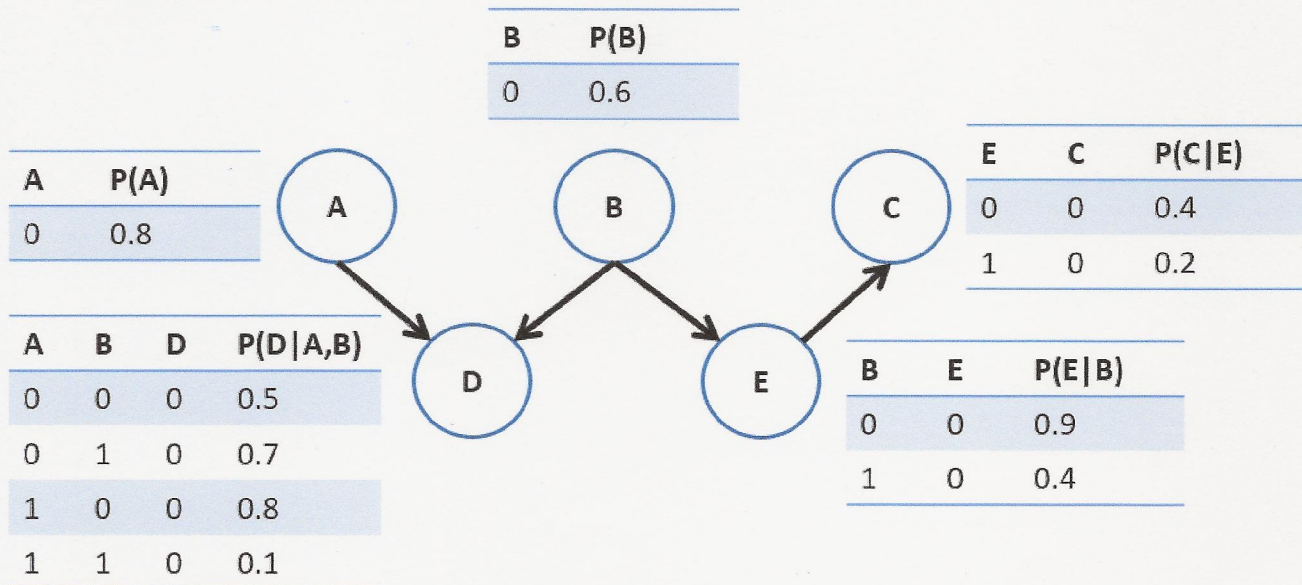 B P(B)
0 0.6
A P(A)
0 0.8
A
B
C
E C P(C|E)
0 0 0.4
1 0 0.2
A B D P(D|A,B)
0 0 0 0.5
0 1 0 0.7
1 0 0 0.8
1 1 0 0.1
D
E
B E P(E|B)
0 0 0.9
1 0 0.4